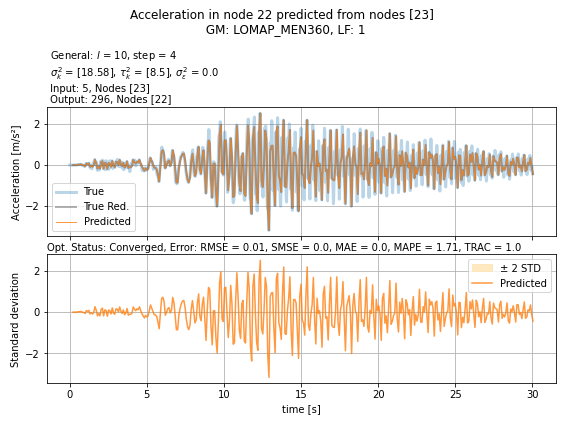 Acceleration in node 22 predicted from nodes [23]
GM: LOMAP_MEN360, LF: 1
General: l = 10, step = 4
σ²ₖ = [18.58], τ²ₖ = [8.5], σ²ε = 0.0
Input: 5, Nodes [23]
Output: 296, Nodes [22]
Acceleration [m/s²]
2
0
−2
True
True Red.
Predicted
Opt. Status: Converged, Error: RMSE = 0.01, SMSE = 0.0, MAE = 0.0, MAPE = 1.71, TRAC = 1.0
Standard deviation
2
0
−2
± 2 STD
Predicted
0 5 10 15 20 25 30
time [s]